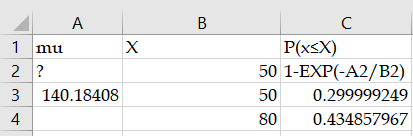 A B C
1 mu X P(x≤X)
2 ? 50 1-EXP(-A2/B2)
3 140.18408 50 0.299999249
4 80 0.434857967